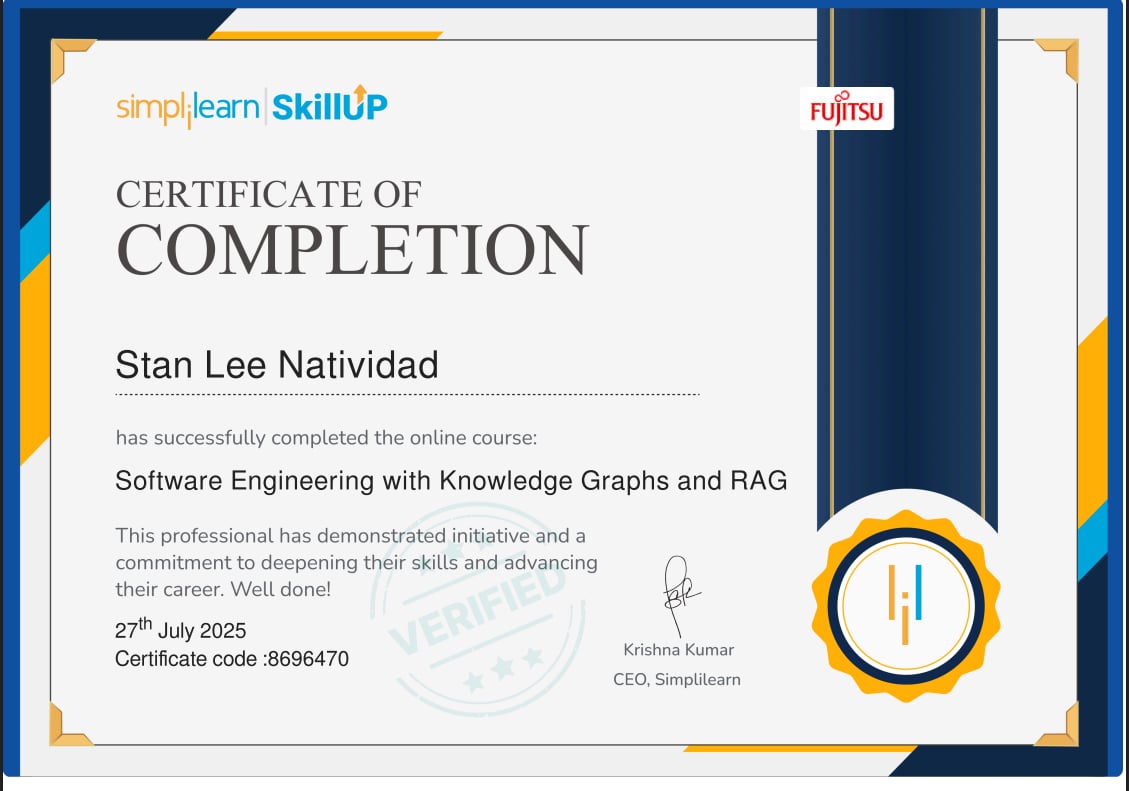 simplilearn | SkillUP
FUJITSU
CERTIFICATE OF
COMPLETION
Stan Lee Natividad
has successfully completed the online course:
Software Engineering with Knowledge Graphs and RAG
This professional has demonstrated initiative and a
commitment to deepening their skills and advancing
their career. Well done!
27th July 2025
Certificate code :8696470
VERIFIED
Krishna Kumar
CEO, Simplilearn